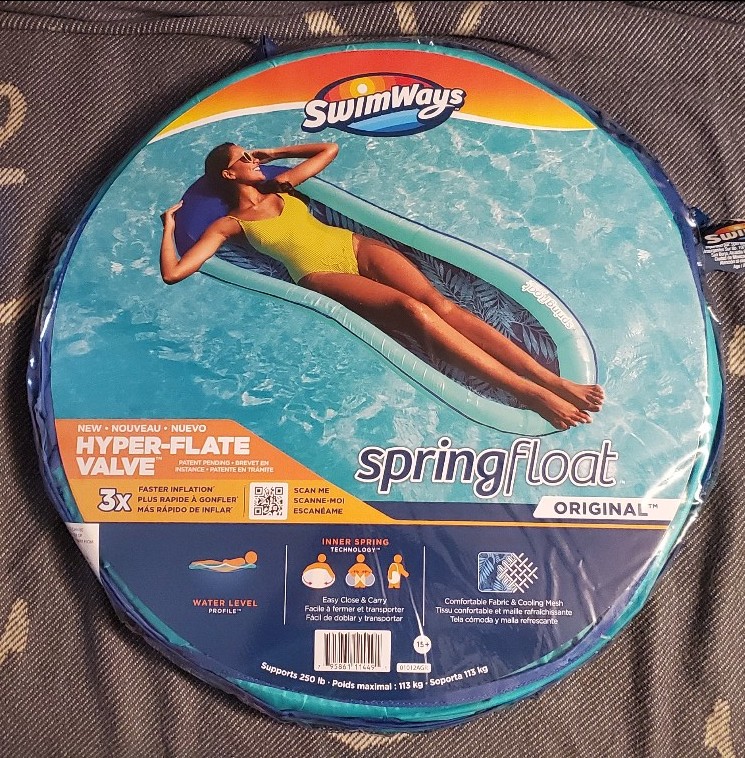 SwimWays
springfloat
NEW • NOUVEAU • NUEVO
HYPER-FLATE
VALVE™
PATENT PENDING • BREVET EN
INSTANCE • PATENTE EN TRÁMITE
3x
FASTER INFLATION
PLUS RAPIDE À GONFLER
MÁS RÁPIDO DE INFLAR
SCAN ME
SCANNE-MOI
ESCANÉAME
springfloat
ORIGINAL™
WATER LEVEL
PROFILE™
INNER SPRING
TECHNOLOGY™
Easy Close & Carry
Facile à fermer et transporter
Fácil de doblar y transportar
Comfortable Fabric & Cooling Mesh
Tissu confortable et maille rafraîchissante
Tela cómoda y malla refrescante
15+
Supports 250 lb • Poids maximal : 113 kg • Soporta 113 kg